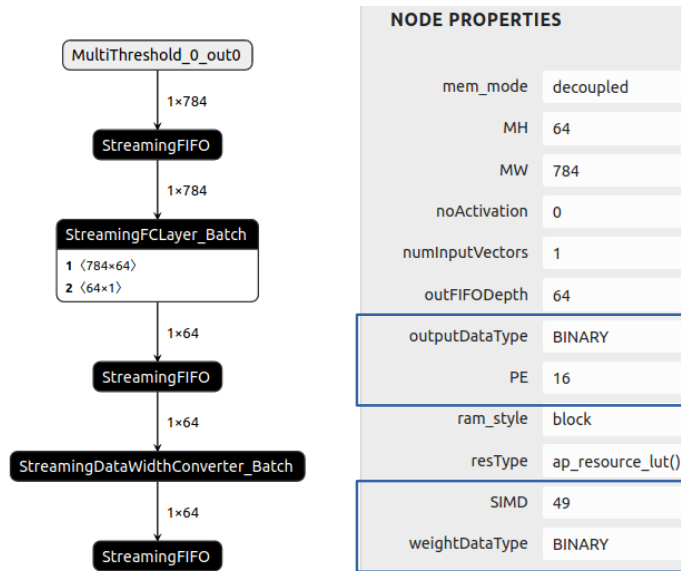 MultiThreshold_0_out0
1×784
StreamingFIFO
1×784
StreamingFCLayer_Batch
1 ⟨784×64⟩
2 ⟨64×1⟩
1×64
StreamingFIFO
1×64
StreamingDataWidthConverter_Batch
1×64
StreamingFIFO
NODE PROPERTIES
mem_mode decoupled
MH 64
MW 784
noActivation 0
numInputVectors 1
outFIFODepth 64
outputDataType BINARY
PE 16
ram_style block
resType ap_resource_lut()
SIMD 49
weightDataType BINARY